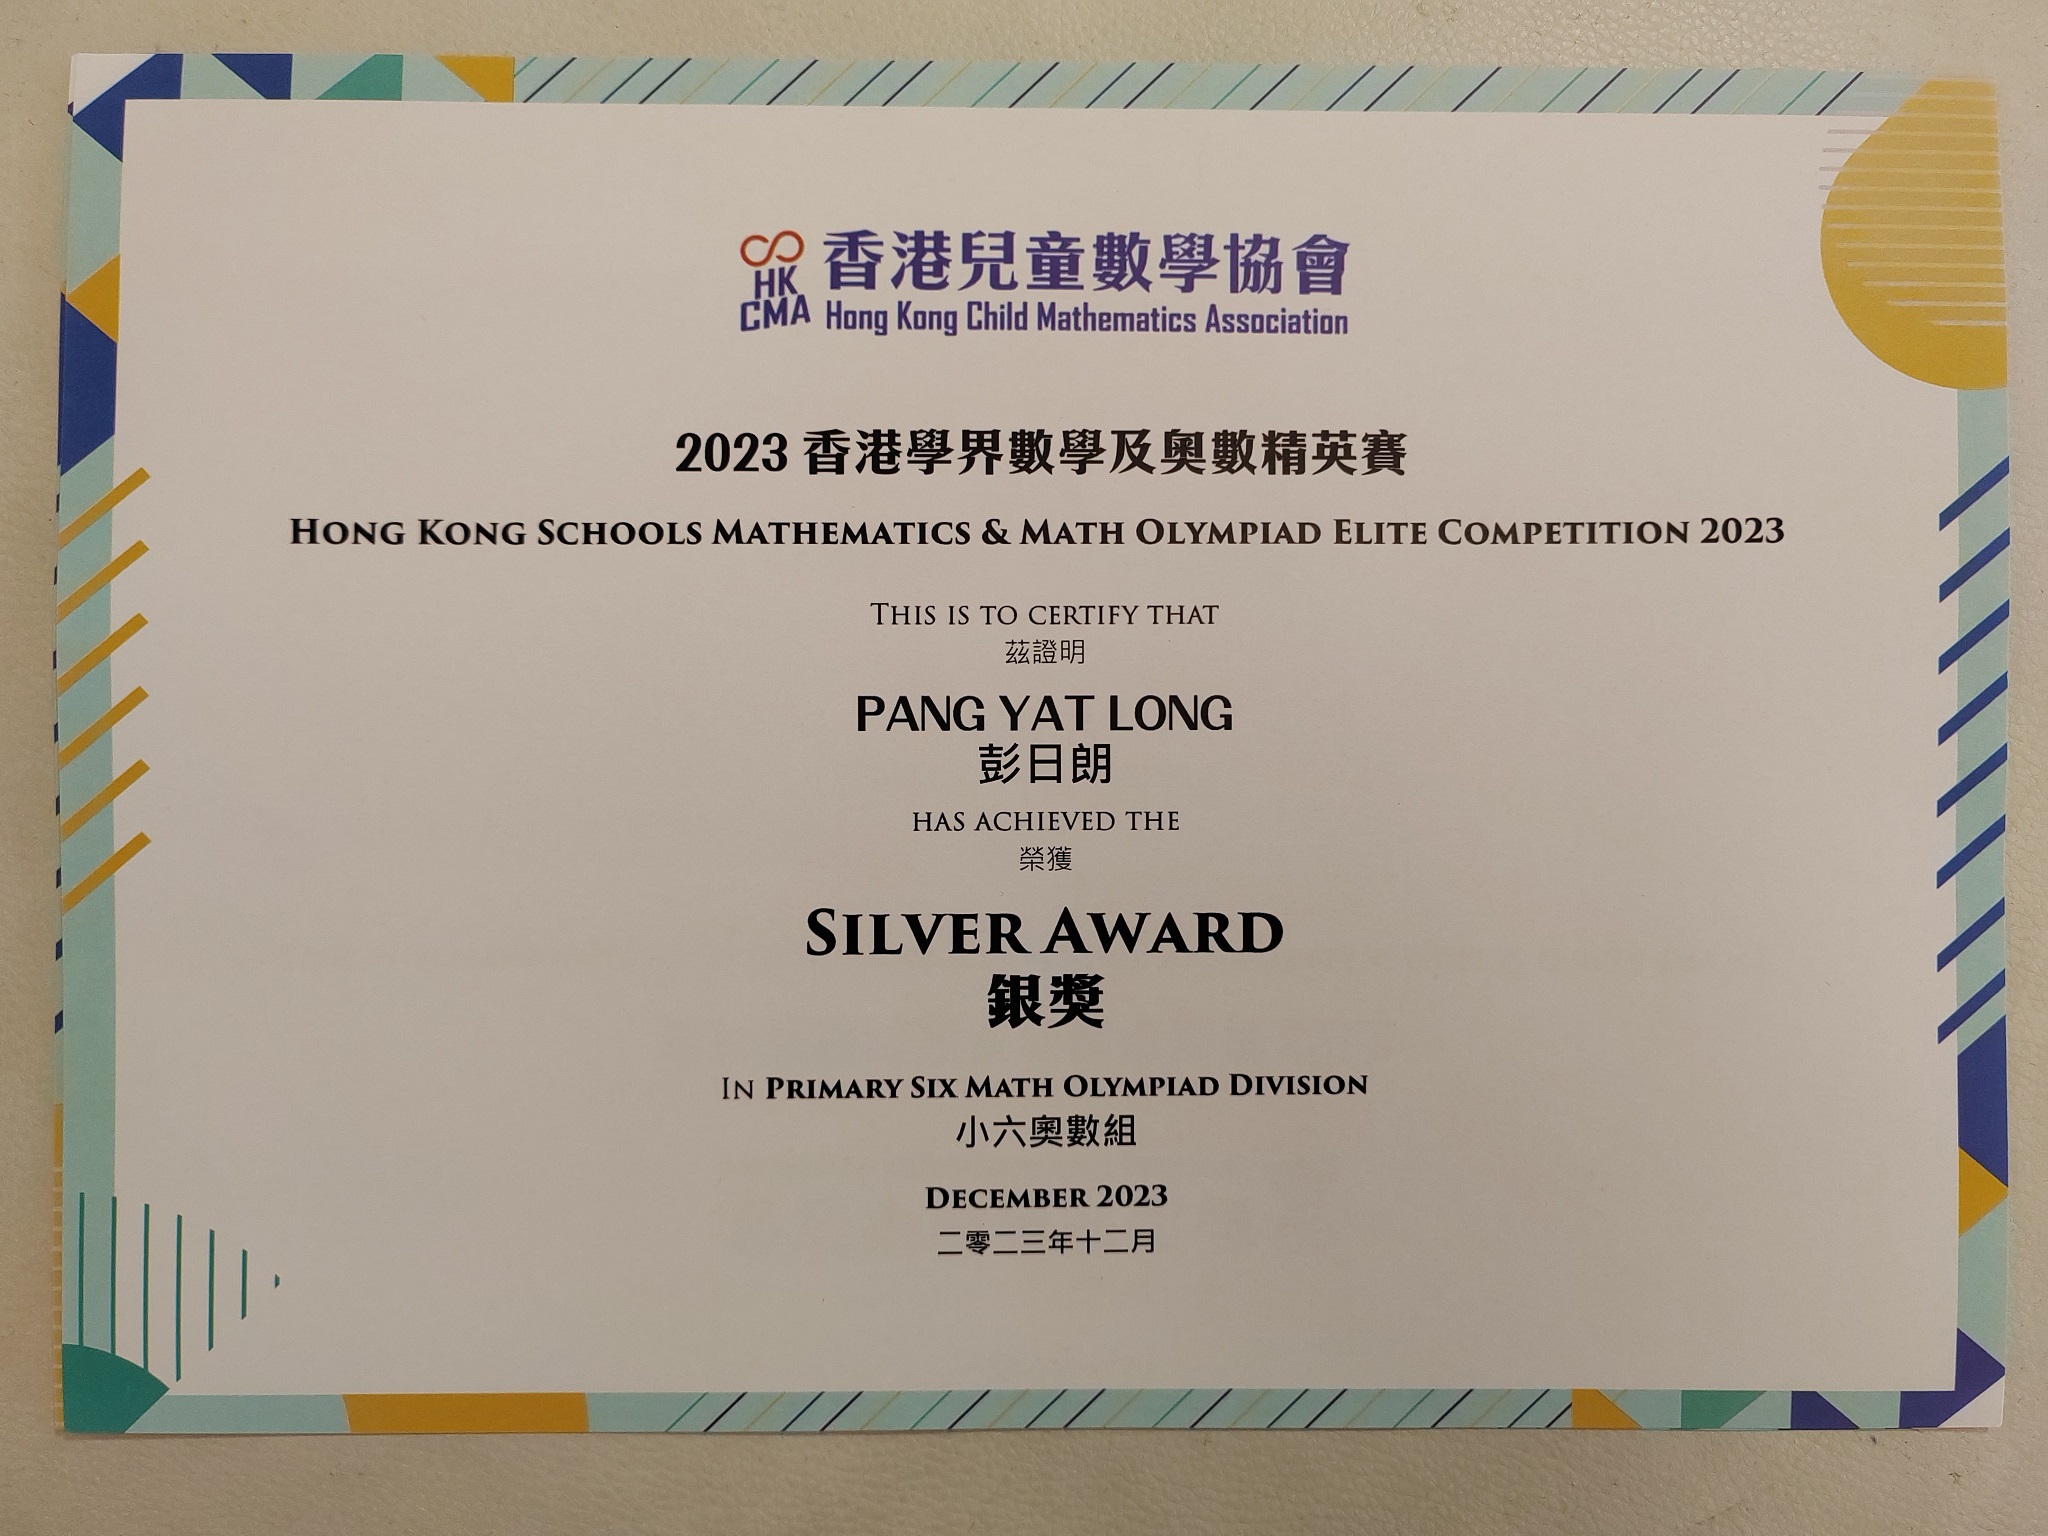 HK
CMA
香港兒童數學協會
Hong Kong Child Mathematics Association
2023 香港學界數學及奧數精英賽
HONG KONG SCHOOLS MATHEMATICS & MATH OLYMPIAD ELITE COMPETITION 2023
THIS IS TO CERTIFY THAT
茲證明
PANG YAT LONG
彭日朗
HAS ACHIEVED THE
榮獲
SILVER AWARD
銀獎
IN PRIMARY SIX MATH OLYMPIAD DIVISION
小六奧數組
DECEMBER 2023
二零二三年十二月